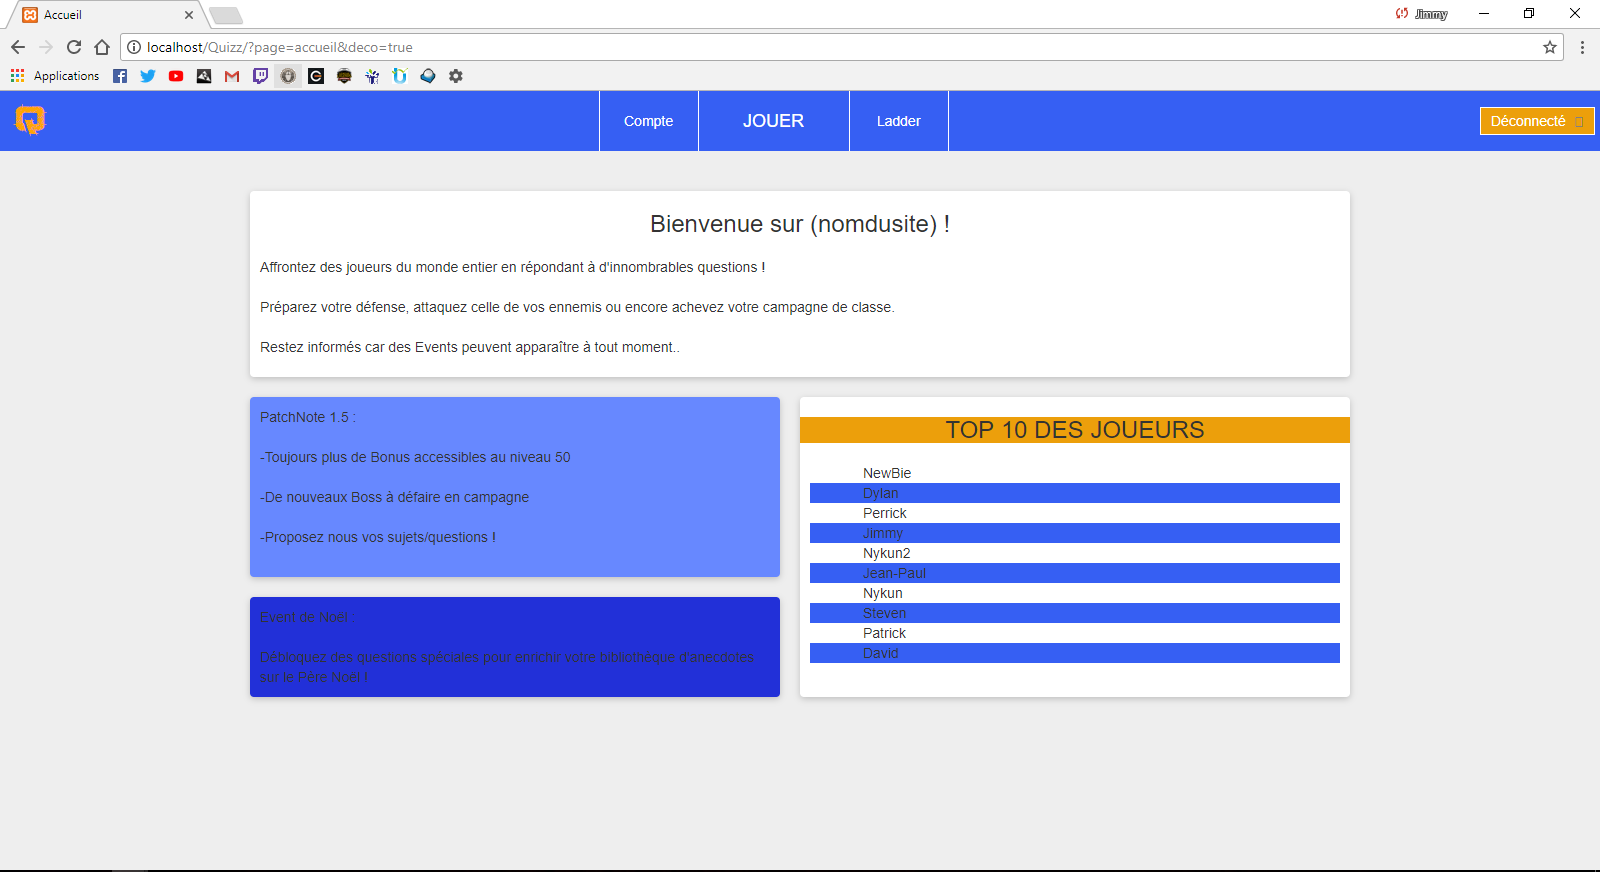 Accueil
Jimmy
localhost/Quizz/?page=accueil&deco=true
Applications
Q
Compte
JOUER
Ladder
Déconnecté
Bienvenue sur (nomdusite) !
Affrontez des joueurs du monde entier en répondant à d'innombrables questions !
Préparez votre défense, attaquez celle de vos ennemis ou encore achevez votre campagne de classe.
Restez informés car des Events peuvent apparaître à tout moment..
PatchNote 1.5 :
-Toujours plus de Bonus accessibles au niveau 50
-De nouveaux Boss à défaire en campagne
-Proposez nous vos sujets/questions !
Event de Noël
Débloquez des questions spéciales pour enrichir votre bibliothèque d'anecdotes
sur le Père Noël !
TOP 10 DES JOUEURS
NewBie
Dylan
Perrick
Jimmy
Nykun2
Jean-Paul
Nykun
Steven
Patrick
David